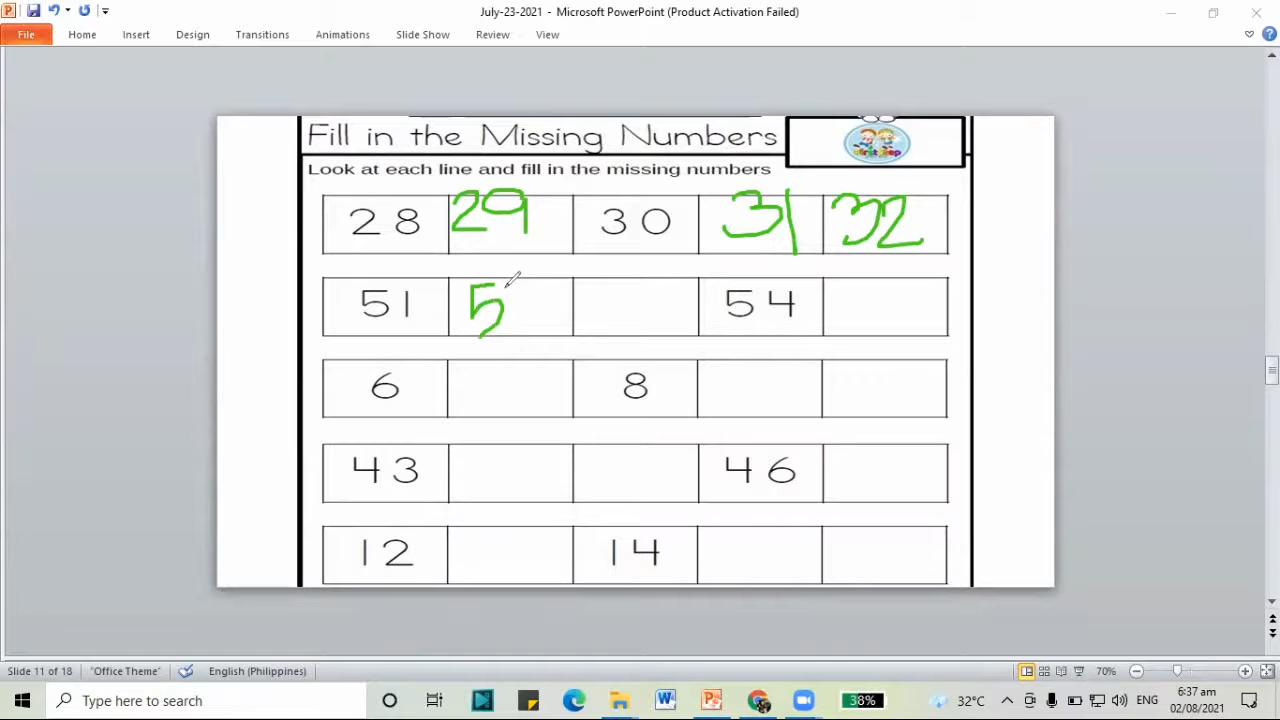 July-23-2021 - Microsoft PowerPoint (Product Activation Failed)
File Home Insert Design Transitions Animations Slide Show Review View
Fill in the Missing Numbers
Look at each line and fill in the missing numbers
28 29 30 31 32
51 5 54
6 8
43 46
12 14
Slide 11 of 18 "Office Theme" English (Philippines) 70%
Type here to search 38% 32°C ENG 6:37 am
02/08/2021